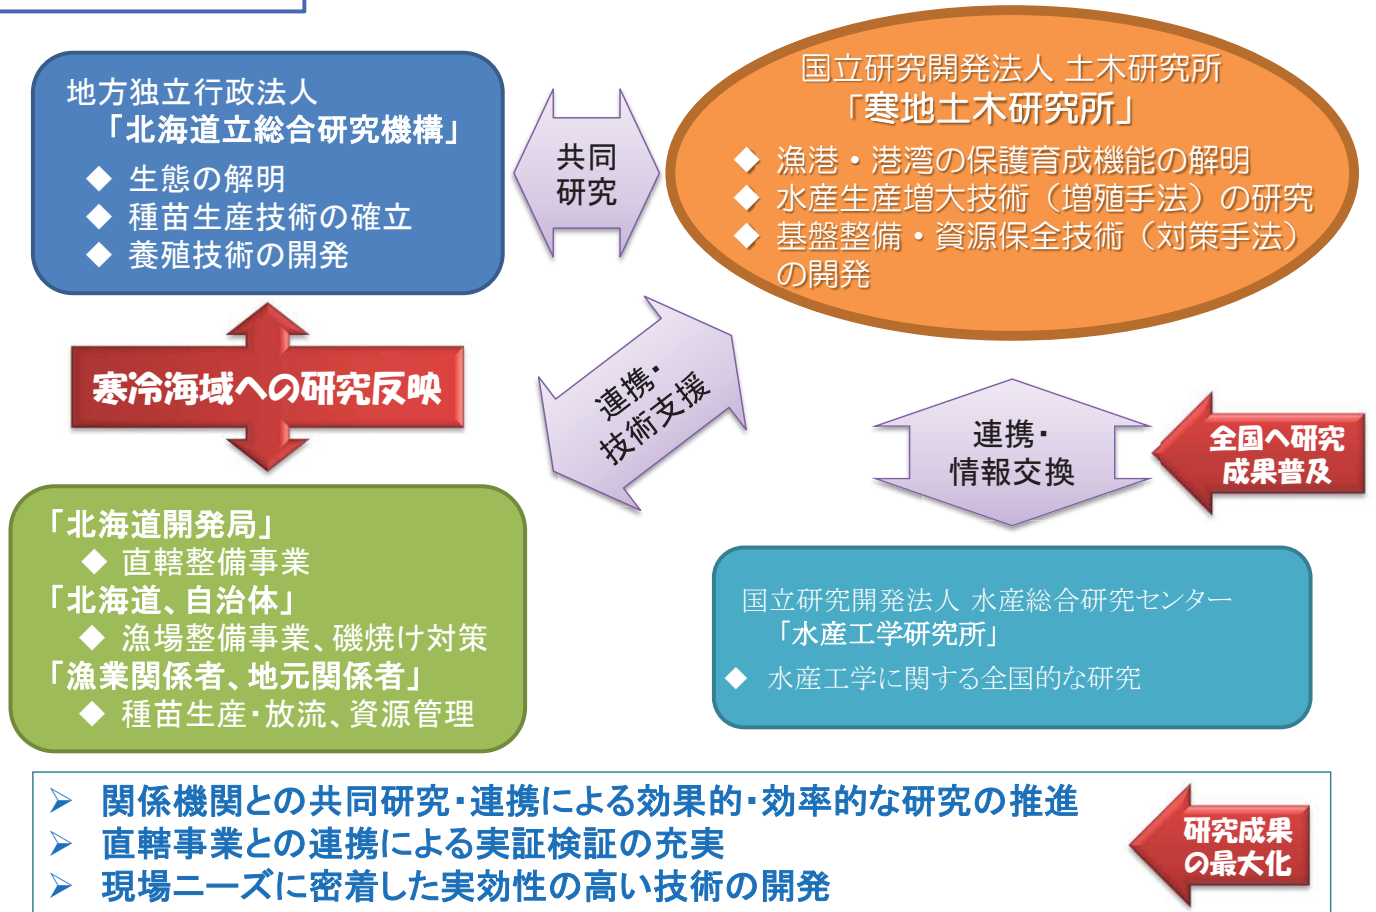 地方独立行政法人
「北海道立総合研究機構」
◆ 生態の解明
◆ 種苗生産技術の確立
◆ 養殖技術の開発
共同
研究
国立研究開発法人 土木研究所
「寒地土木研究所」
◆ 漁港・港湾の保護育成機能の解明
◆ 水産生産増大技術（増殖手法）の研究
◆ 基盤整備・資源保全技術（対策手法）
の開発
寒冷海域への研究反映
連携・
技術支援
連携・
情報交換
全国へ研究
成果普及
「北海道開発局」
◆ 直轄整備事業
「北海道、自治体」
◆ 漁場整備事業、磯焼け対策
「漁業関係者、地元関係者」
◆ 種苗生産・放流、資源管理
国立研究開発法人 水産総合研究センター
「水産工学研究所」
◆ 水産工学に関する全国的な研究
➢ 関係機関との共同研究・連携による効果的・効率的な研究の推進
➢ 直轄事業との連携による実証検証の充実
➢ 現場ニーズに密着した実効性の高い技術の開発
研究成果
の最大化